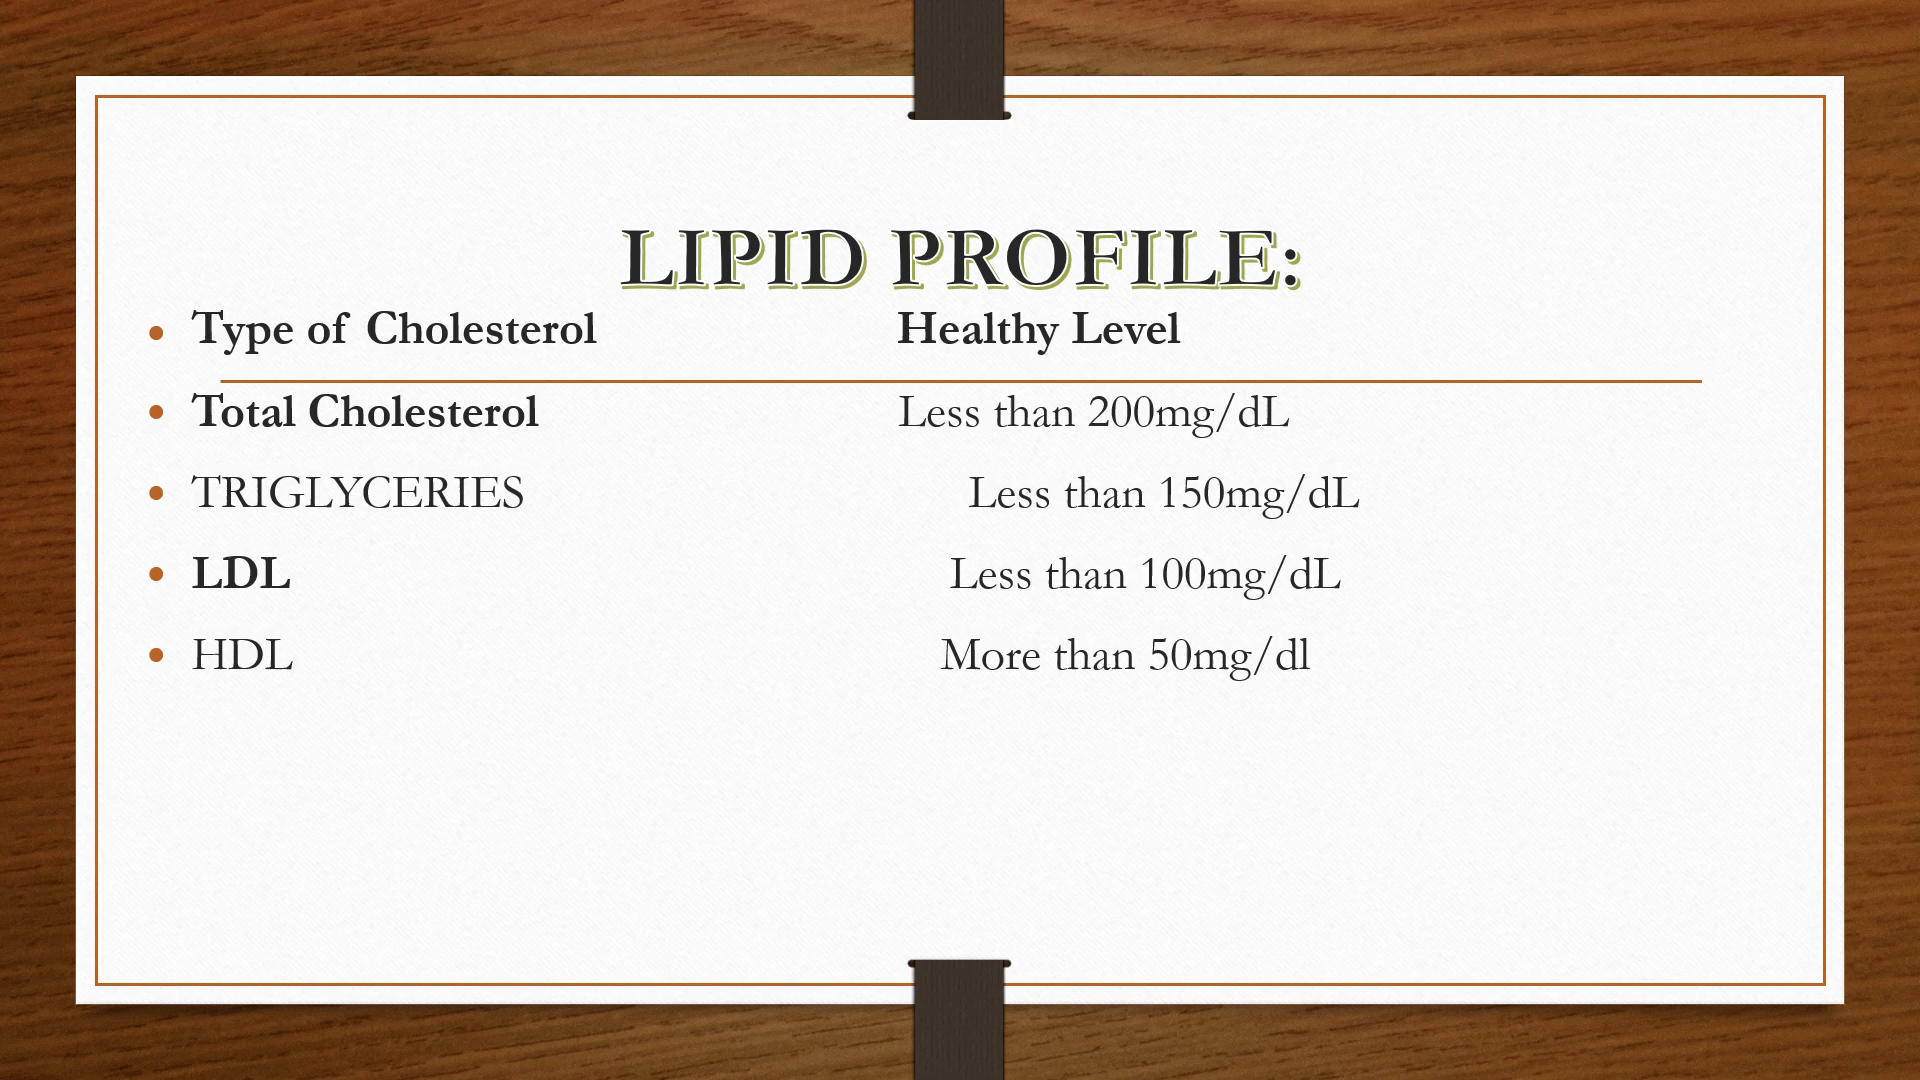 LIPID PROFILE:
• Type of Cholesterol Healthy Level
• Total Cholesterol Less than 200mg/dL
• TRIGLYCERIES Less than 150mg/dL
• LDL Less than 100mg/dL
• HDL More than 50mg/dl